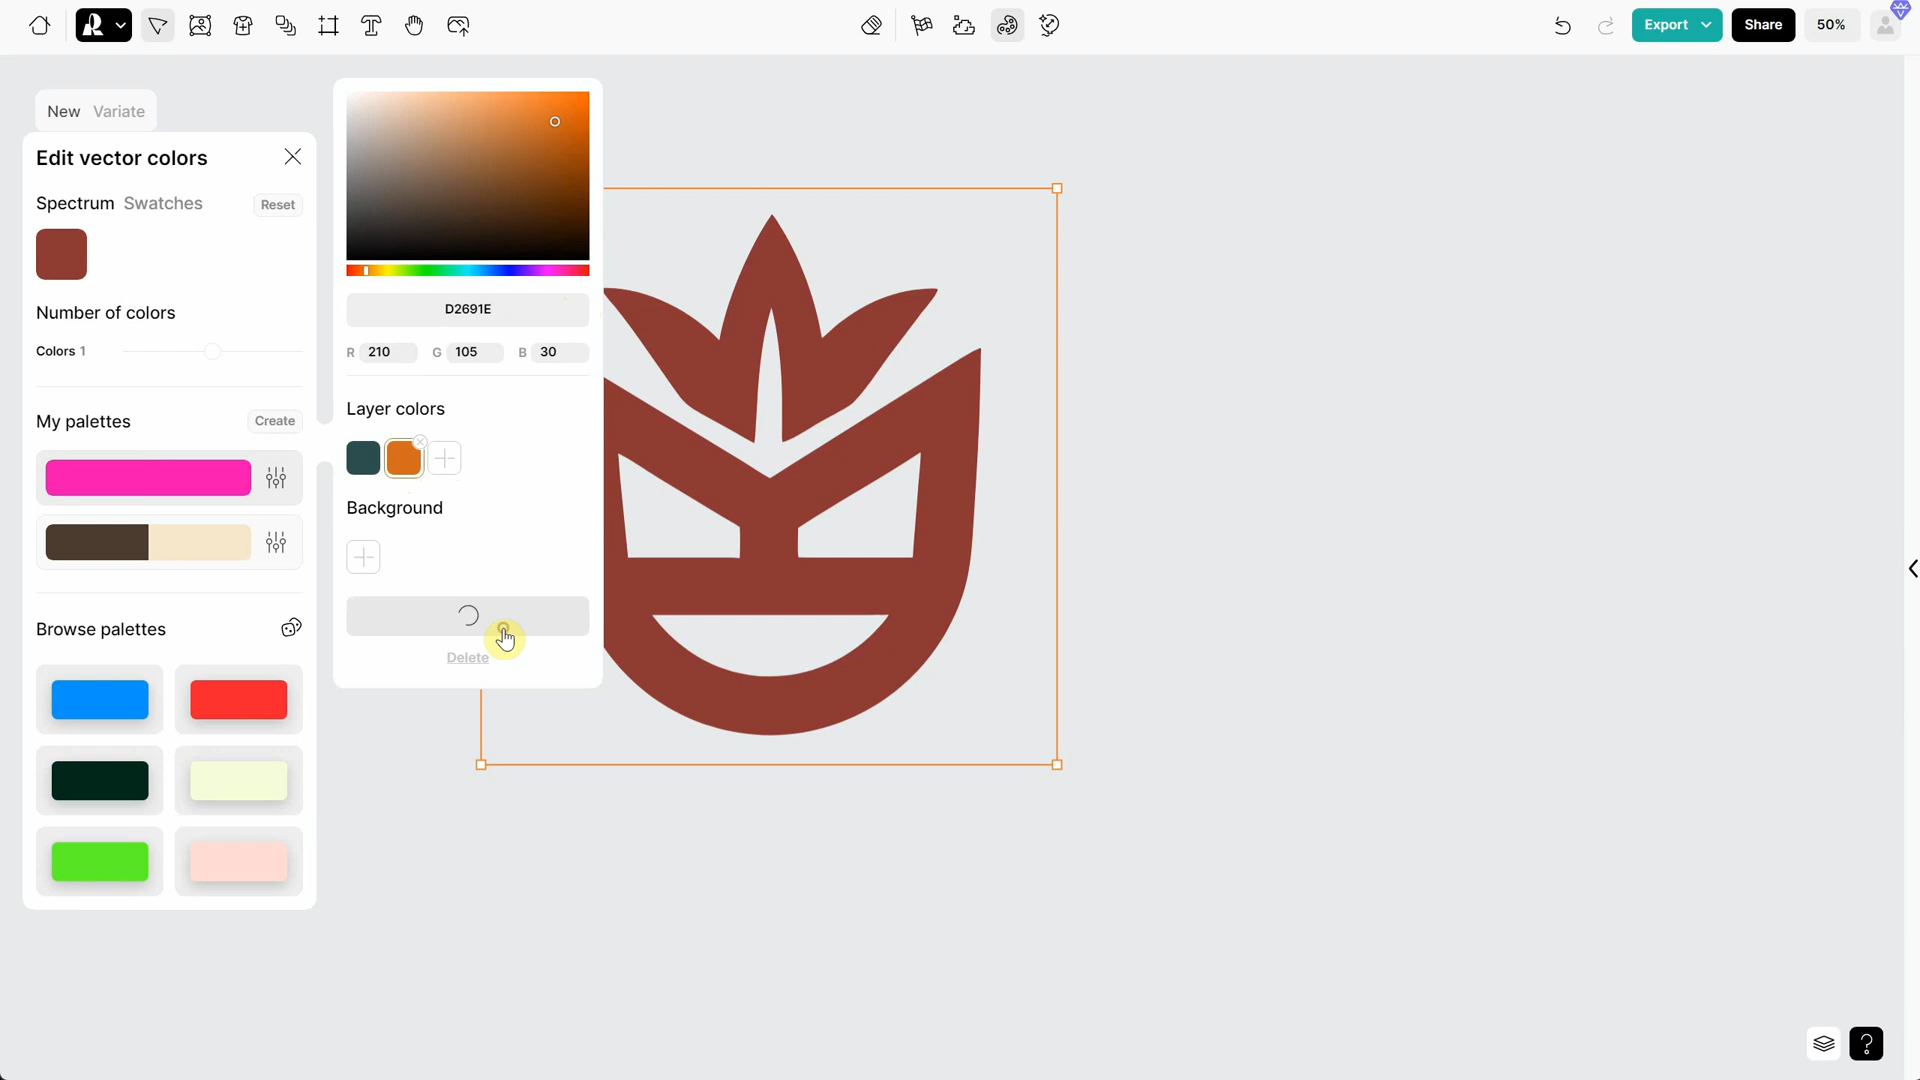 Export
Share
50%
New Variate
Edit vector colors
Spectrum Swatches
Reset
Number of colors
Colors 1
My palettes
Create
Browse palettes
D2691E
R 210 G 105 B 30
Layer colors
Background
Delete
?